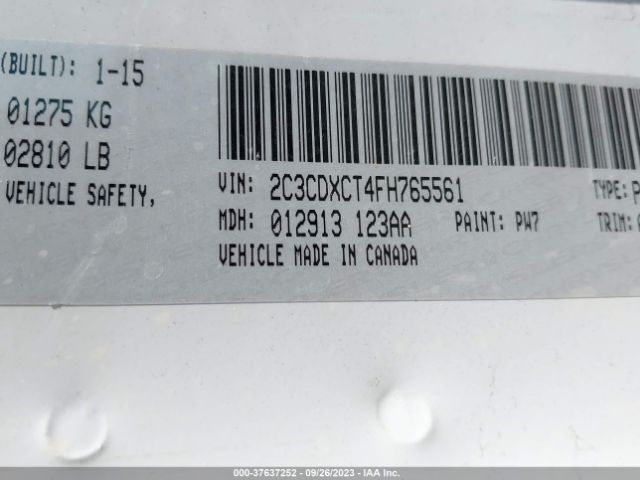 (BUILT): 1-15
01275 KG
02810 LB
VEHICLE SAFETY,
VIN: 2C3CDXCT4FH765561
TYPE:
MDH: 012913 123AA
PAINT: PW7
TRIM:
VEHICLE MADE IN CANADA
000-37637252 | 09/26/2023 | IAA Inc.